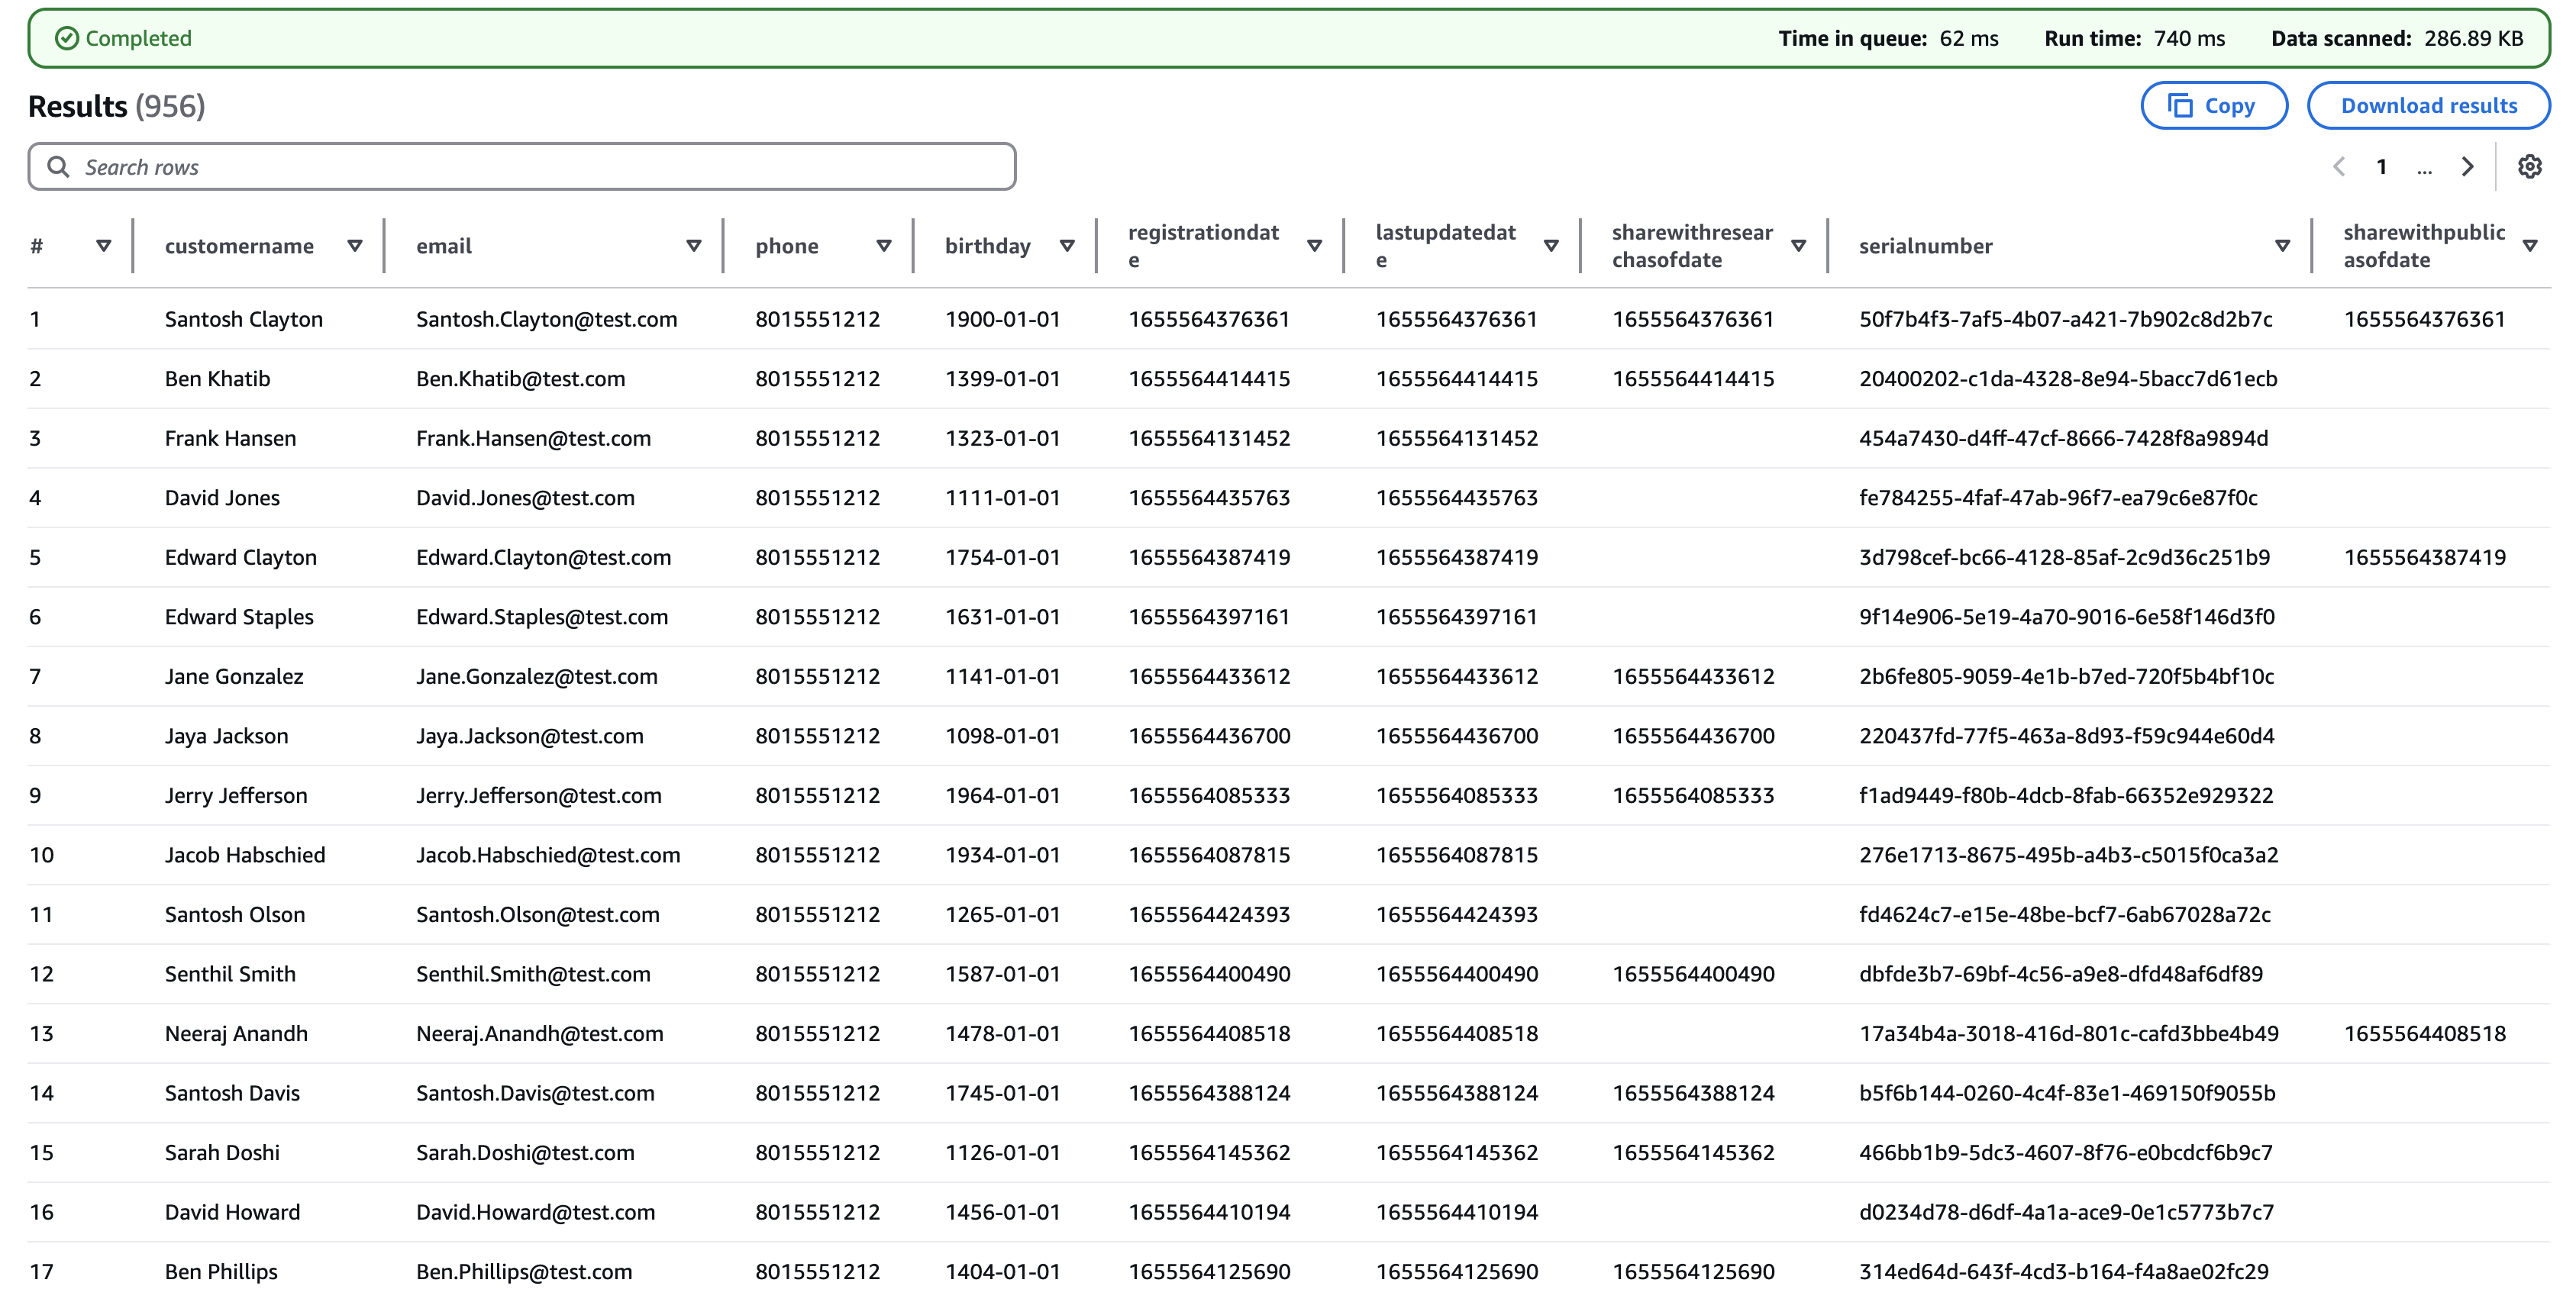 Completed Time in queue: 62 ms Run time: 740 ms Data scanned: 286.89 KB
Results (956) Copy Download results
Search rows 1 ...
# customername email phone birthday registrationdat lastupdatedat sharewithresear serialnumber sharewithpublic
e e chasofdate asofdate
1 Santosh Clayton Santosh.Clayton@test.com 8015551212 1900-01-01 1655564376361 1655564376361 1655564376361 50f7b4f3-7af5-4b07-a421-7b902c8d2b7c 1655564376361
2 Ben Khatib Ben.Khatib@test.com 8015551212 1399-01-01 1655564414415 1655564414415 1655564414415 20400202-c1da-4328-8e94-5bacc7d61ecb
3 Frank Hansen Frank.Hansen@test.com 8015551212 1323-01-01 1655564131452 1655564131452 454a7430-d4ff-47cf-8666-7428f8a9894d
4 David Jones David.Jones@test.com 8015551212 1111-01-01 1655564435763 1655564435763 fe784255-4faf-47ab-96f7-ea79c6e87f0c
5 Edward Clayton Edward.Clayton@test.com 8015551212 1754-01-01 1655564387419 1655564387419 3d798cef-bc66-4128-85af-2c9d36c251b9 1655564387419
6 Edward Staples Edward.Staples@test.com 8015551212 1631-01-01 1655564397161 1655564397161 9f14e906-5e19-4a70-9016-6e58f146d3f0
7 Jane Gonzalez Jane.Gonzalez@test.com 8015551212 1141-01-01 1655564433612 1655564433612 1655564433612 2b6fe805-9059-4e1b-b7ed-720f5b4bf10c
8 Jaya Jackson Jaya.Jackson@test.com 8015551212 1098-01-01 1655564436700 1655564436700 1655564436700 220437fd-77f5-463a-8d93-f59c944e60d4
9 Jerry Jefferson Jerry.Jefferson@test.com 8015551212 1964-01-01 1655564085333 1655564085333 1655564085333 f1ad9449-f80b-4dcb-8fab-66352e929322
10 Jacob Habschied Jacob.Habschied@test.com 8015551212 1934-01-01 1655564087815 1655564087815 276e1713-8675-495b-a4b3-c5015f0ca3a2
11 Santosh Olson Santosh.Olson@test.com 8015551212 1265-01-01 1655564424393 1655564424393 fd4624c7-e15e-48be-bcf7-6ab67028a72c
12 Senthil Smith Senthil.Smith@test.com 8015551212 1587-01-01 1655564400490 1655564400490 1655564400490 dbfde3b7-69bf-4c56-a9e8-dfd48af6df89
13 Neeraj Anandh Neeraj.Anandh@test.com 8015551212 1478-01-01 1655564408518 1655564408518 17a34b4a-3018-416d-801c-cafd3bbe4b49 1655564408518
14 Santosh Davis Santosh.Davis@test.com 8015551212 1745-01-01 1655564388124 1655564388124 1655564388124 b5f6b144-0260-4c4f-83e1-469150f9055b
15 Sarah Doshi Sarah.Doshi@test.com 8015551212 1126-01-01 1655564145362 1655564145362 1655564145362 466bb1b9-5dc3-4607-8f76-e0bcdcf6b9c7
16 David Howard David.Howard@test.com 8015551212 1456-01-01 1655564410194 1655564410194 d0234d78-d6df-4a1a-ace9-0e1c5773b7c7
17 Ben Phillips Ben.Phillips@test.com 8015551212 1404-01-01 1655564125690 1655564125690 1655564125690 314ed64d-643f-4cd3-b164-f4a8ae02fc29